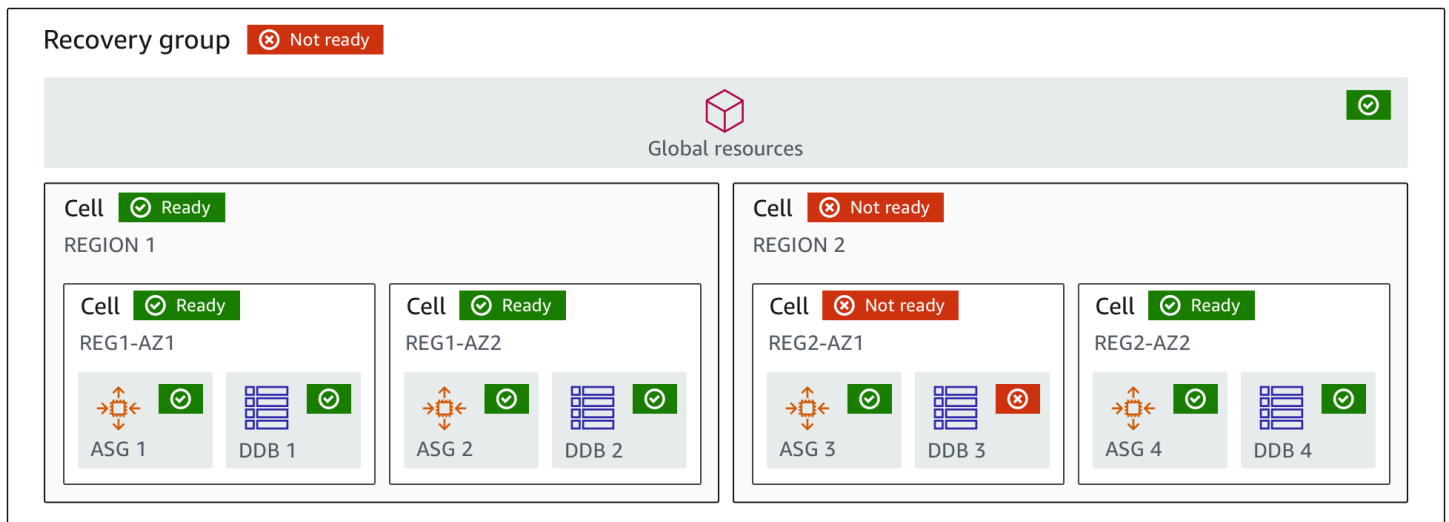 Recovery group Not ready
Global resources
Cell Ready
REGION 1
Cell Ready
REG1-AZ1
ASG 1
DDB 1
Cell Ready
REG1-AZ2
ASG 2
DDB 2
Cell Not ready
REGION 2
Cell Not ready
REG2-AZ1
ASG 3
DDB 3
Cell Ready
REG2-AZ2
ASG 4
DDB 4